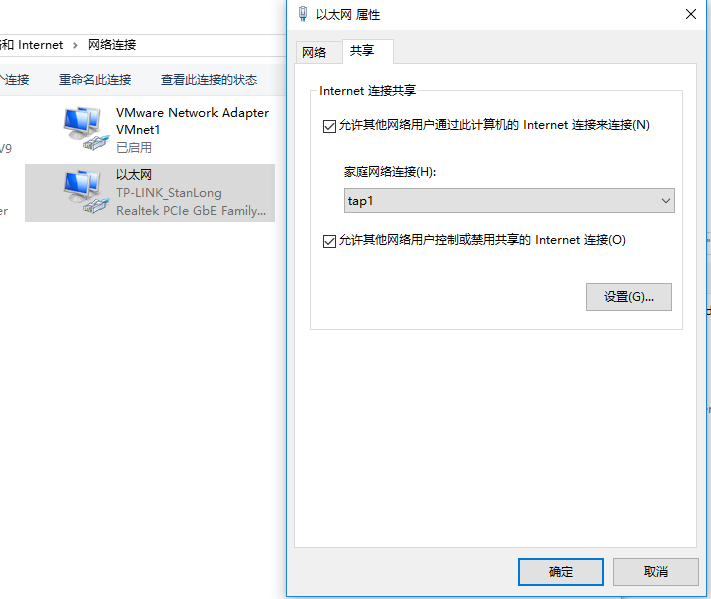 以太网 属性
和 Internet › 网络连接
网络
共享
个连接
重命名此连接
查看此连接的状态
Internet 连接共享
VMware Network Adapter
VMnet1
已启用
V9
允许其他网络用户通过此计算机的 Internet 连接来连接(N)
以太网
TP-LINK_StanLong
Realtek PCIe GbE Family...
er
家庭网络连接(H):
tap1
允许其他网络用户控制或禁用共享的 Internet 连接(O)
设置(G)...
确定
取消